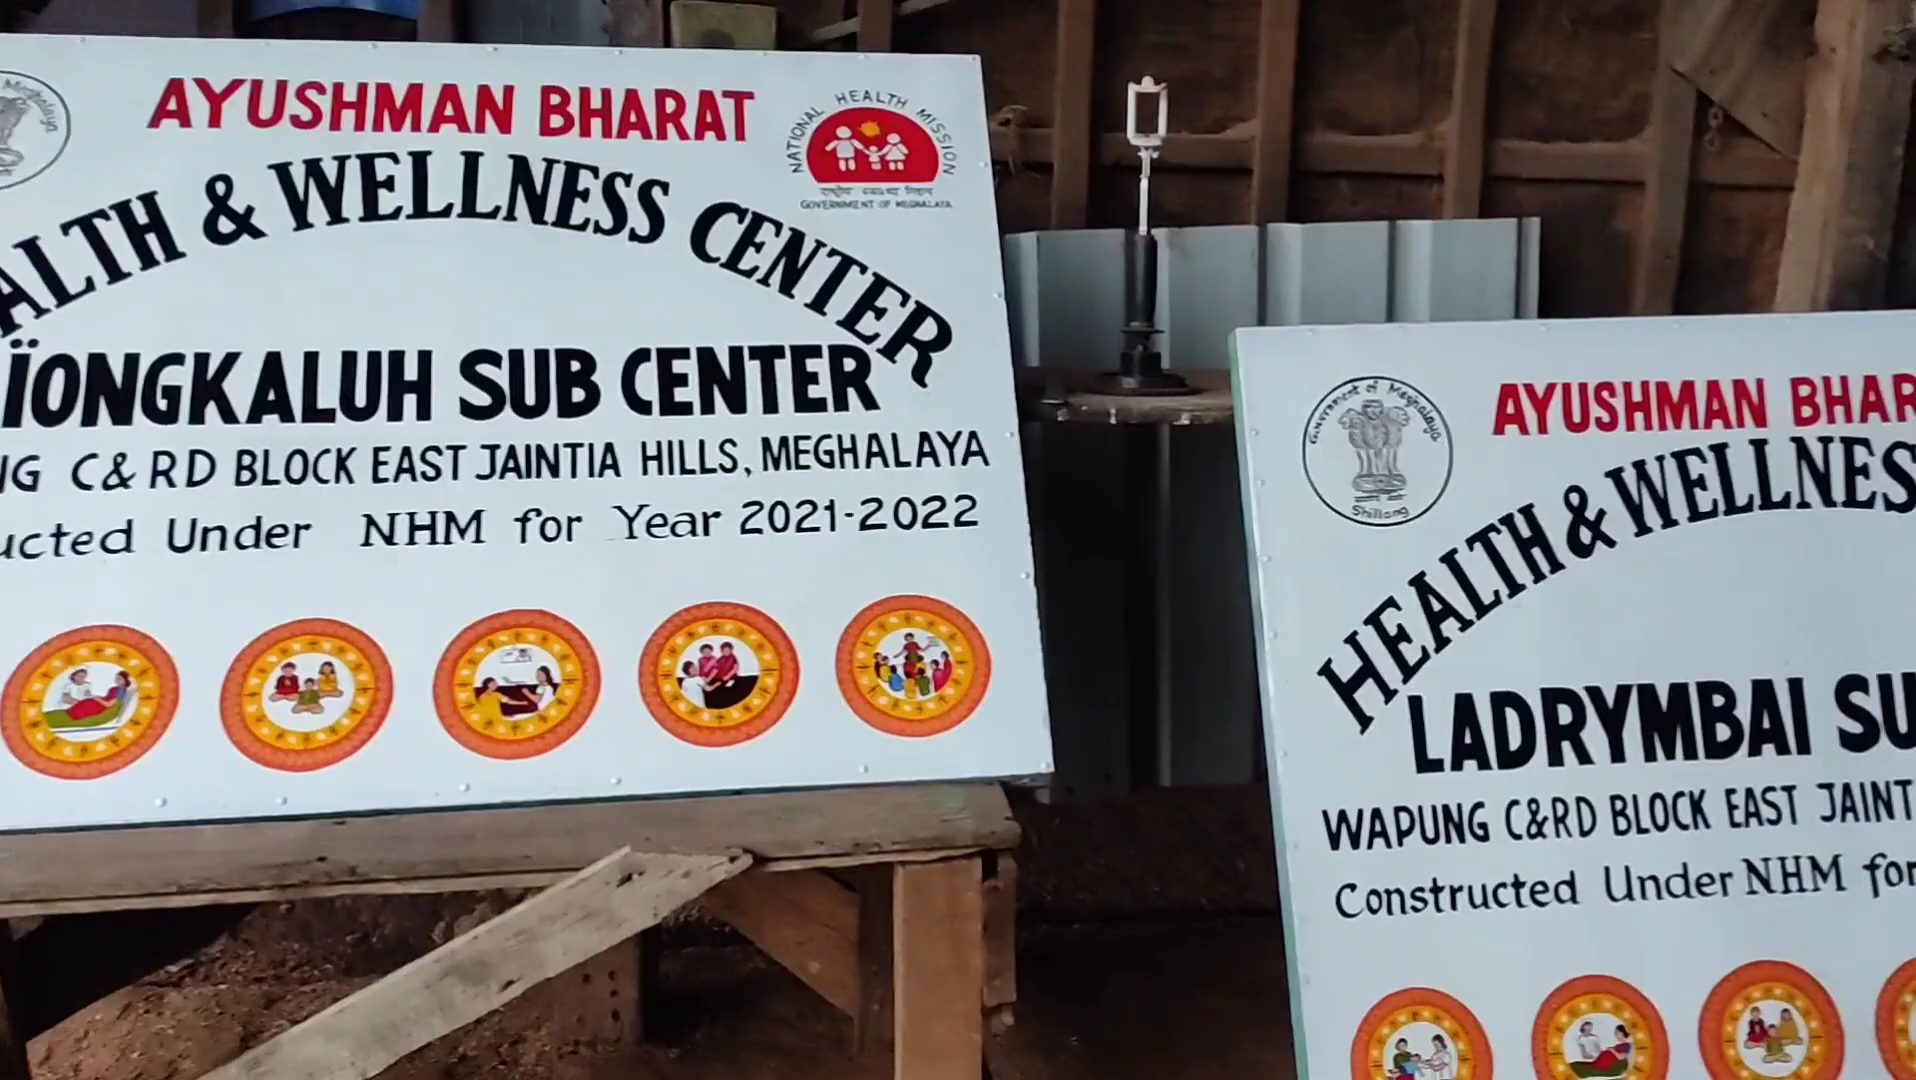 AYUSHMAN BHARAT
NATIONAL HEALTH MISSION
GOVERNMENT OF MEGHALAYA
ALTH & WELLNESS CENTER
ÏONGKALUH SUB CENTER
NG C&RD BLOCK EAST JAINTIA HILLS, MEGHALAYA
ucted Under NHM for Year 2021-2022
Government of Meghalaya
Shillong
AYUSHMAN BHAR
HEALTH & WELLNES
LADRYMBAI SU
WAPUNG C&RD BLOCK EAST JAINT
Constructed Under NHM for